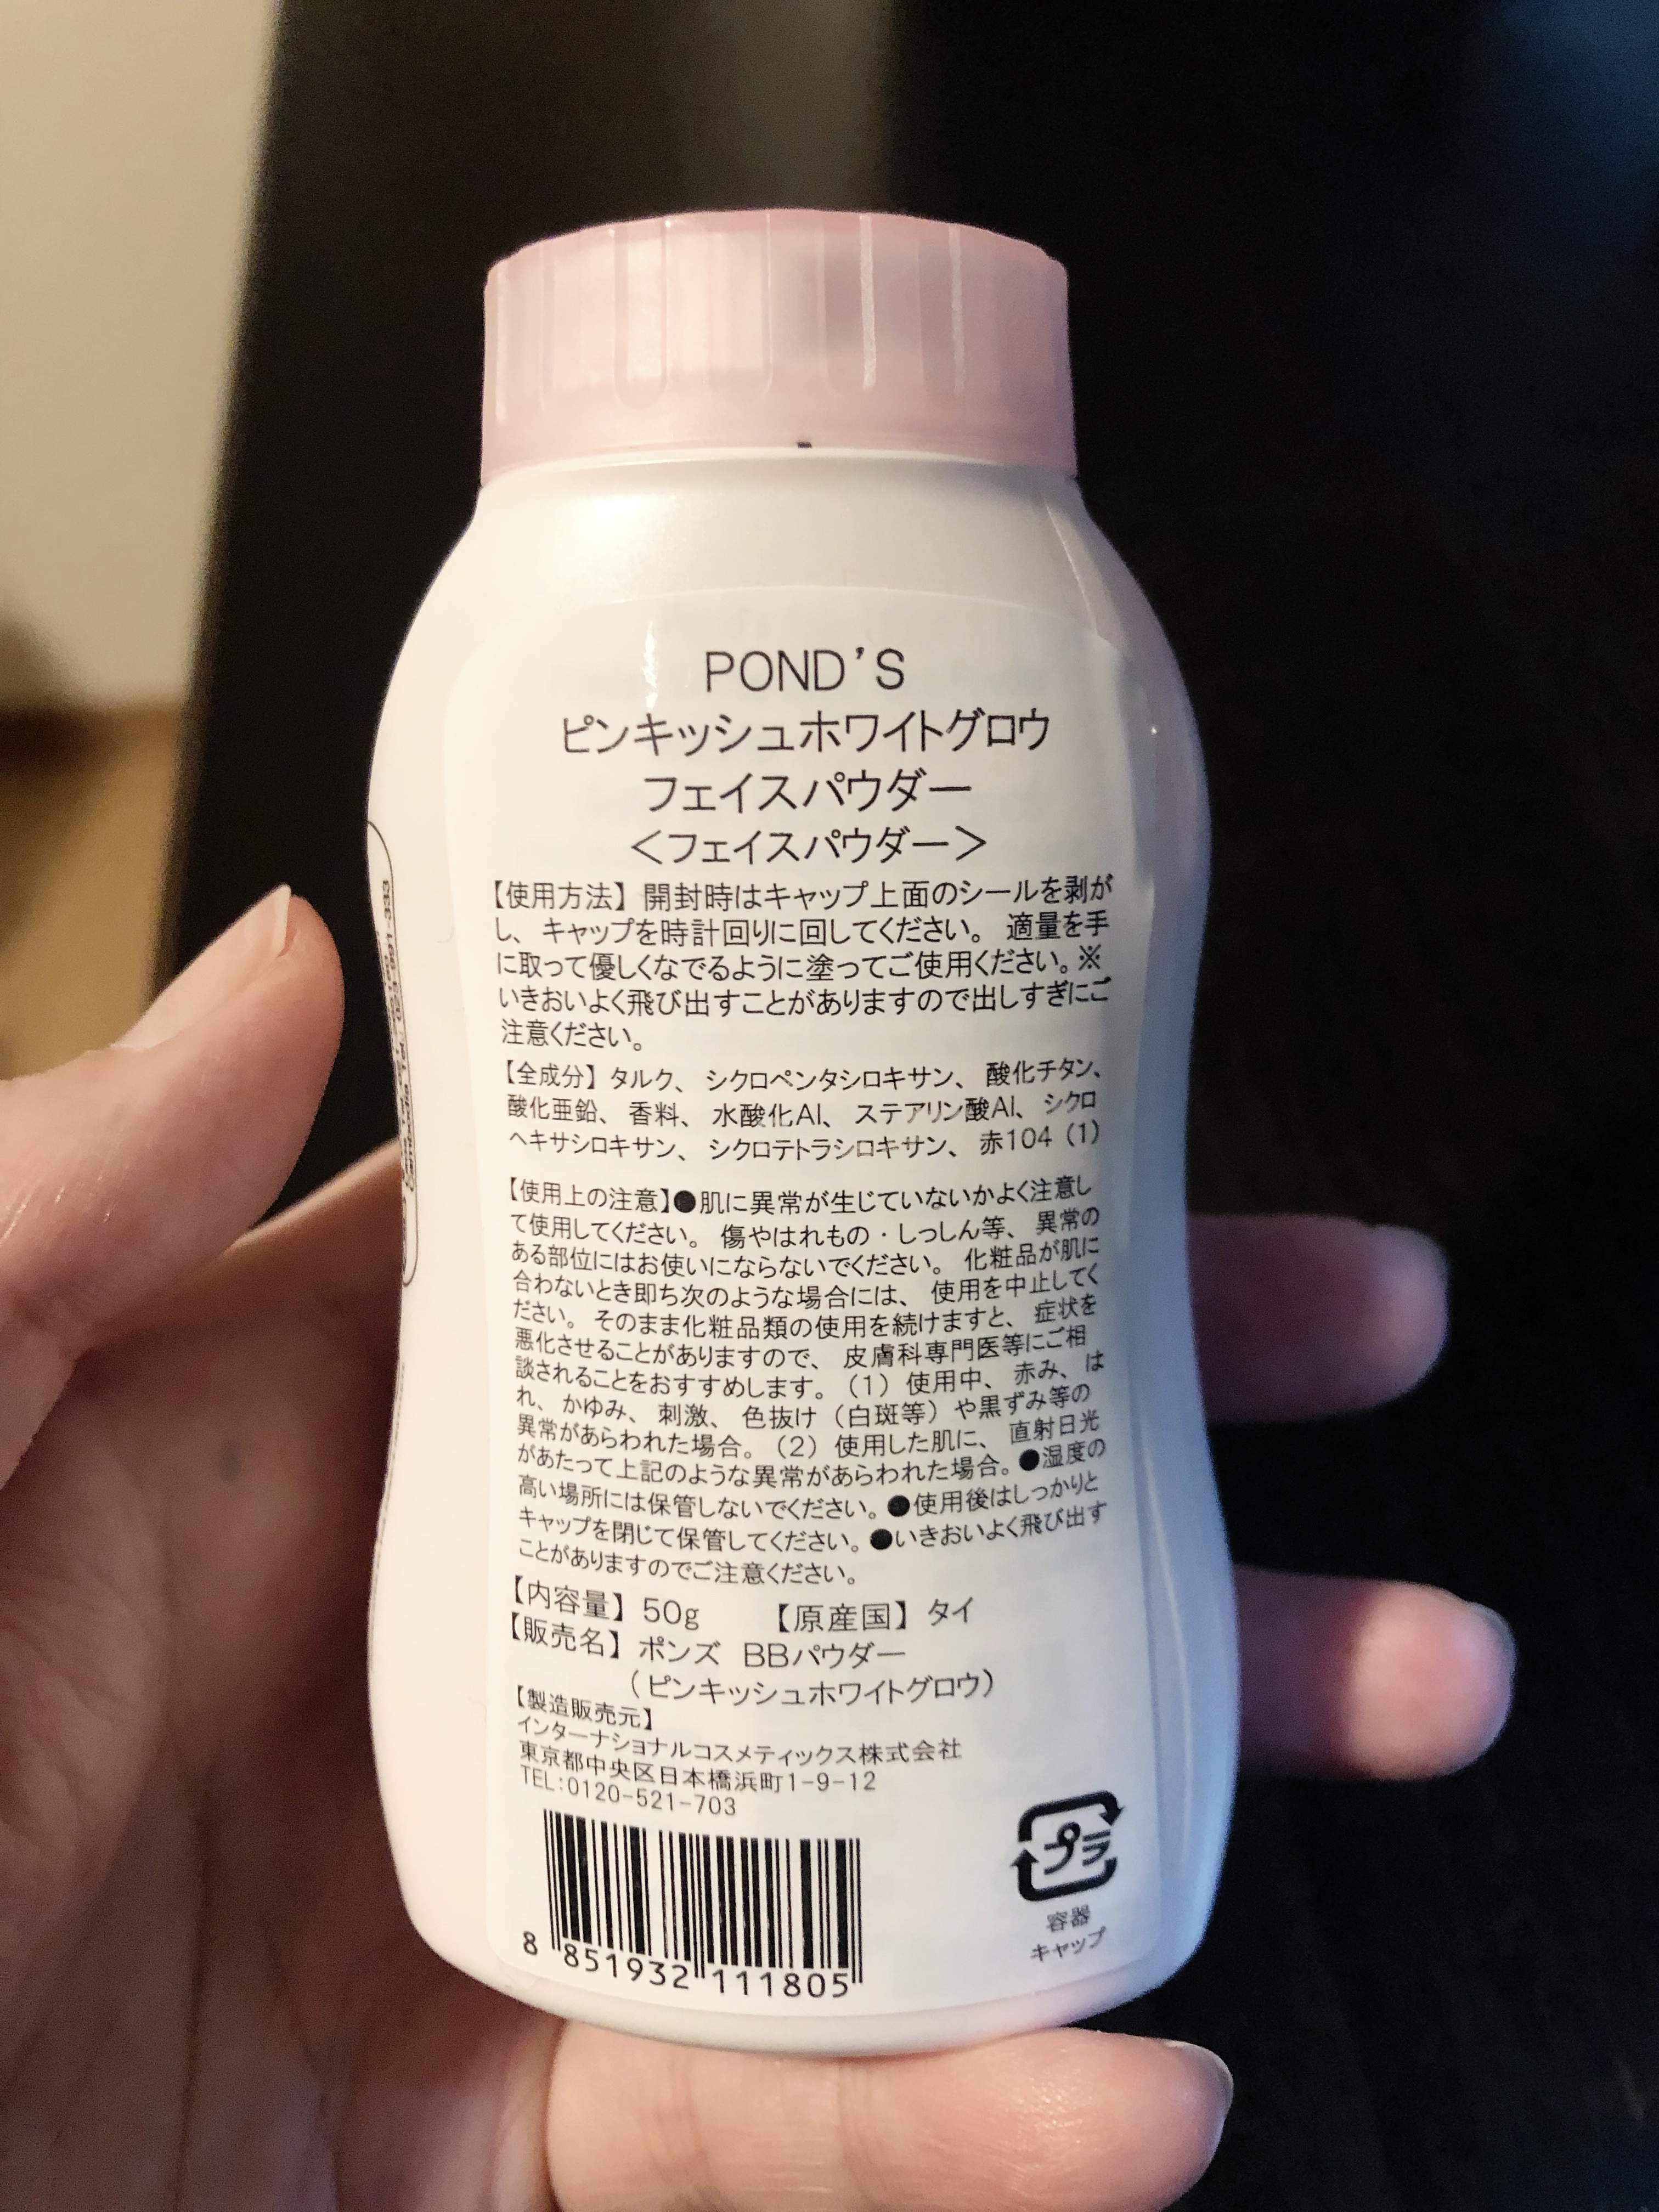 POND'S
ピンキッシュホワイトグロウ
フェイスパウダー
＜フェイスパウダー＞
【使用方法】開封時はキャップ上面のシールを剥が
し、キャップを時計回りに回してください。適量を手
に取って優しくなでるように塗ってご使用ください。※
いきおいよく飛び出すことがありますので出しすぎにご
注意ください。
【全成分】タルク、シクロペンタシロキサン、酸化チタン、
酸化亜鉛、香料、水酸化Al、ステアリン酸Al、シクロ
ヘキサシロキサン、シクロテトラシロキサン、赤104（1）
【使用上の注意】●肌に異常が生じていないかよく注意し
て使用してください。傷やはれもの・しっしん等、異常の
ある部位にはお使いにならないでください。化粧品が肌に
合わないとき即ち次のような場合には、使用を中止してく
ださい。そのまま化粧品類の使用を続けますと、症状を
悪化させることがありますので、皮膚科専門医等にご相
談されることをおすすめします。（1）使用中、赤み、は
れ、かゆみ、刺激、色抜け（白斑等）や黒ずみ等の
異常があらわれた場合。（2）使用した肌に、直射日光
があたって上記のような異常があらわれた場合。●湿度の
高い場所には保管しないでください。●使用後はしっかりと
キャップを閉じて保管してください。●いきおいよく飛び出す
ことがありますのでご注意ください。
【内容量】50g 【原産国】タイ
【販売名】ポンズ BBパウダー
（ピンキッシュホワイトグロウ）
【製造販売元】
インターナショナルコスメティックス株式会社
東京都中央区日本橋浜町1-9-12
TEL:0120-521-703
8 851932 111805
プラ
容器
キャップ